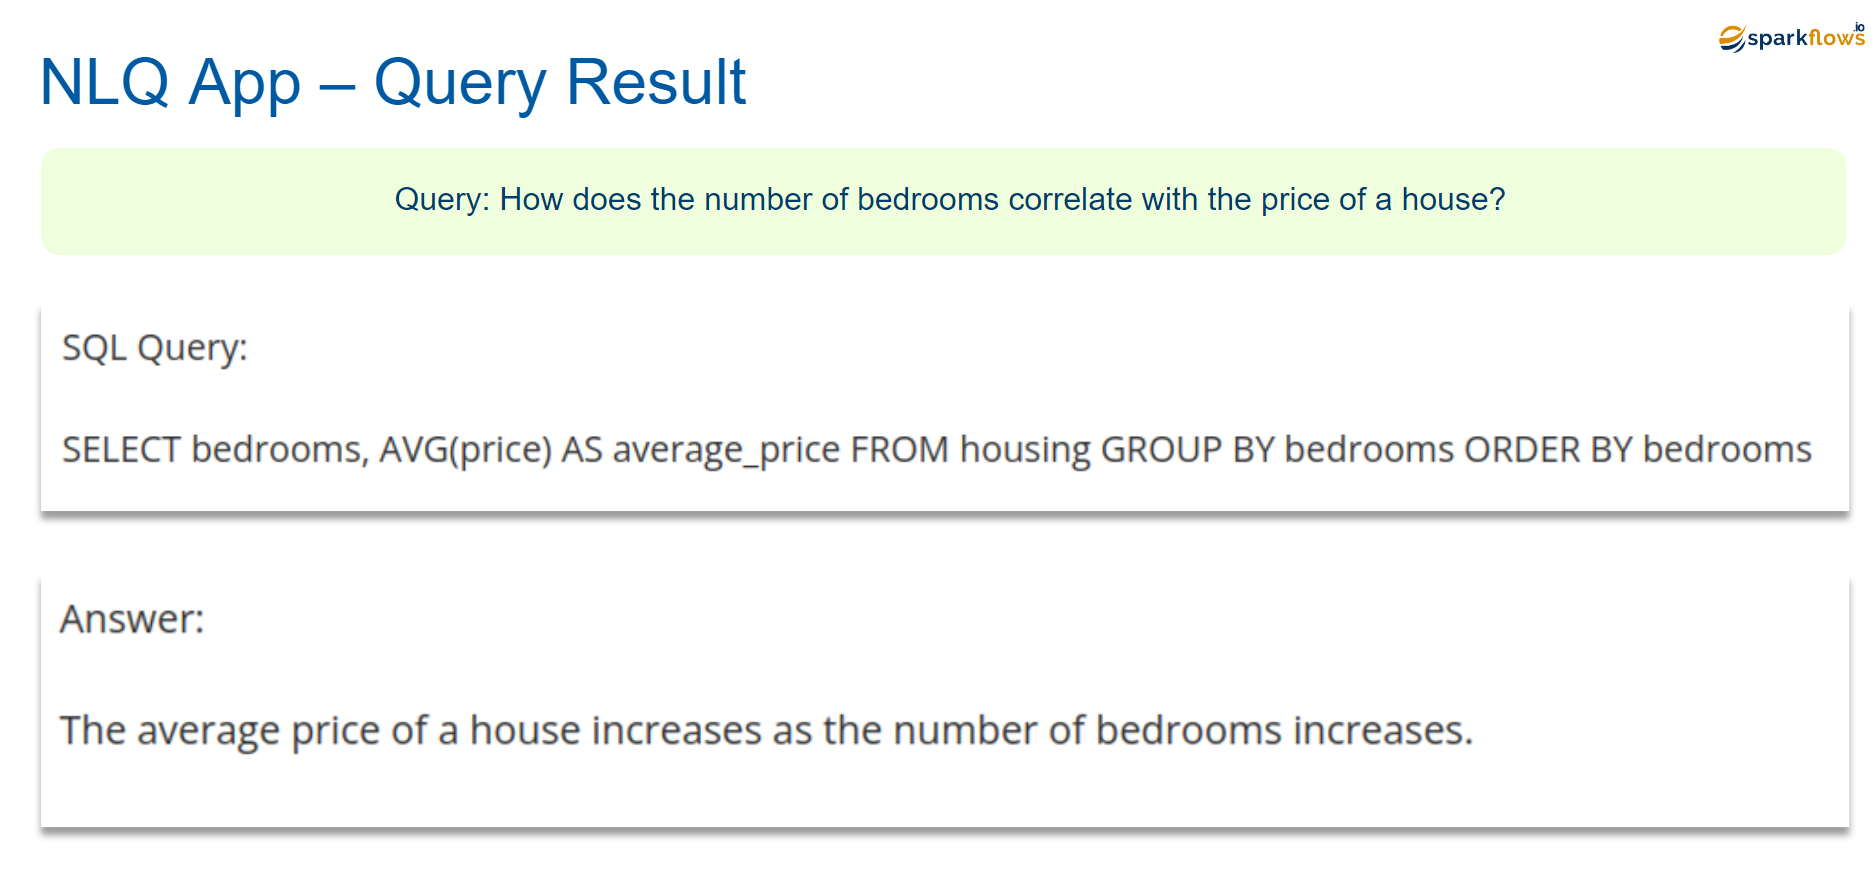 sparkflows.io
NLQ App – Query Result
Query: How does the number of bedrooms correlate with the price of a house?
SQL Query:
SELECT bedrooms, AVG(price) AS average_price FROM housing GROUP BY bedrooms ORDER BY bedrooms
Answer:
The average price of a house increases as the number of bedrooms increases.